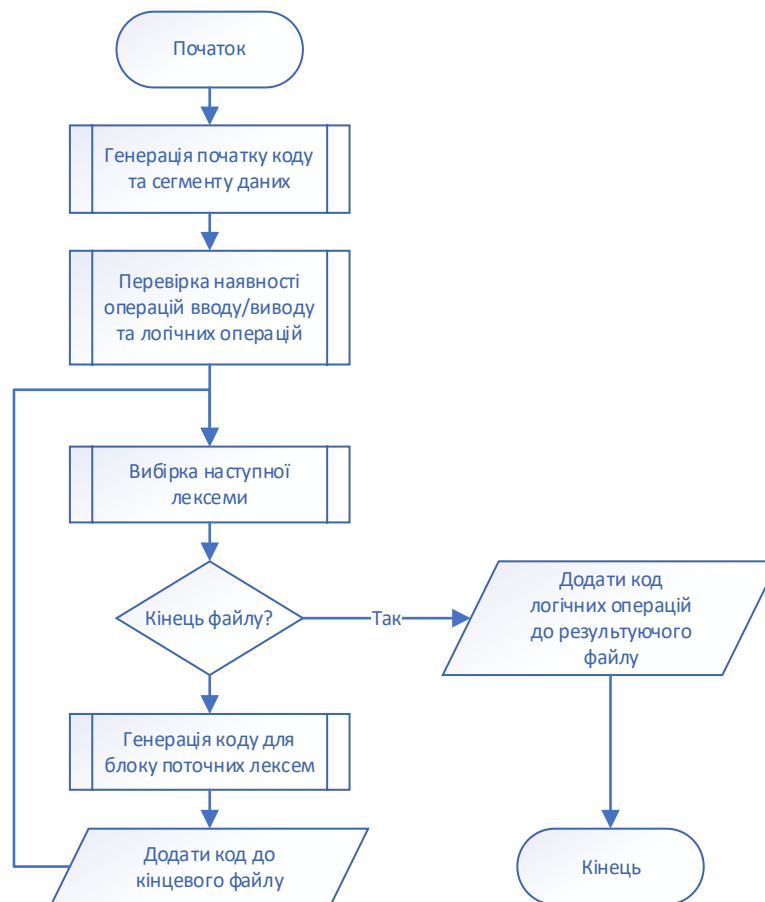 Початок
Генерація початку коду
та сегменту даних
Перевірка наявності
операцій вводу/виводу
та логічних операцій
Вибірка наступної
лексеми
Кінець файлу?
Так
Додати код
логічних операцій
до результуючого
файлу
Генерація коду для
блоку поточних лексем
Додати код до
кінцевого файлу
Кінець